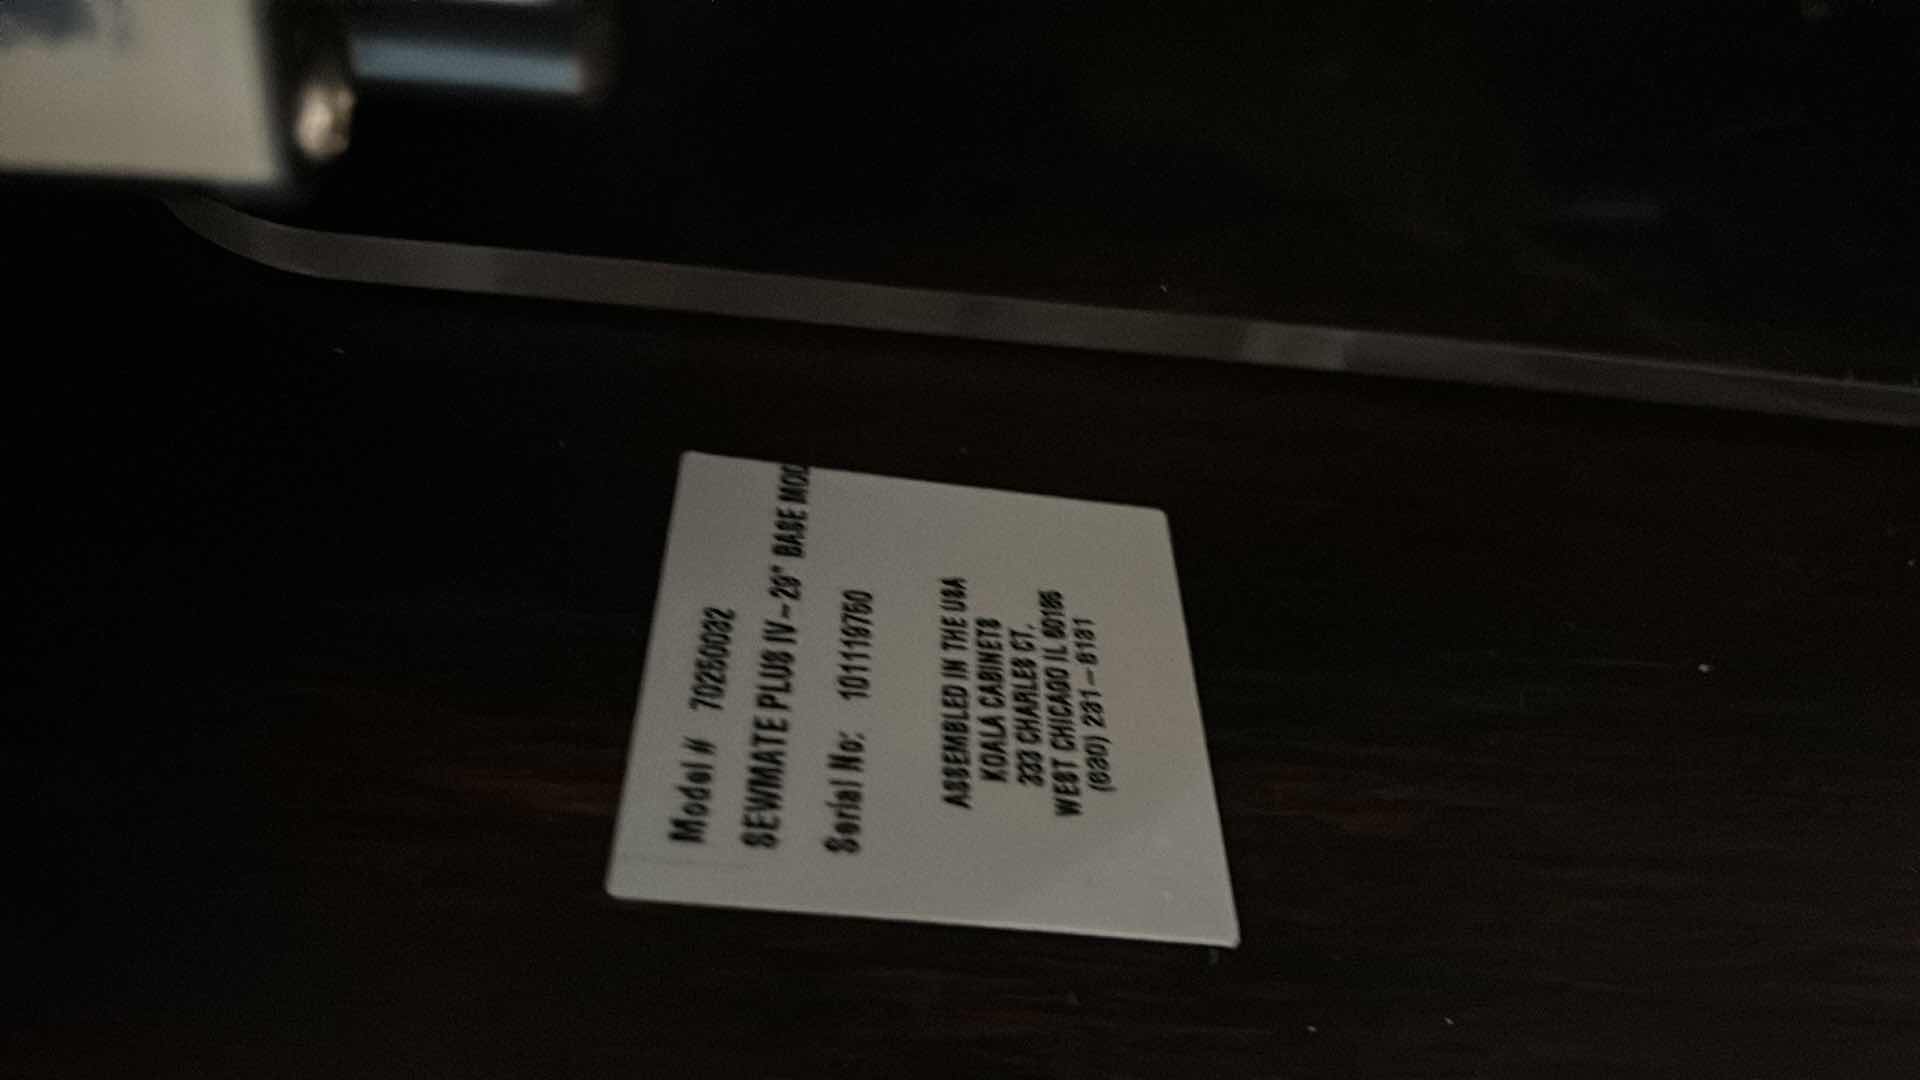 Model # 70250032
SEWMATE PLUS IV-29" BASE MOD
Serial No: 101119750
ASSEMBLED IN THE USA
KOALA CABINETS
333 CHARLES CT.
WEST CHICAGO IL 60185
(630) 231-8181